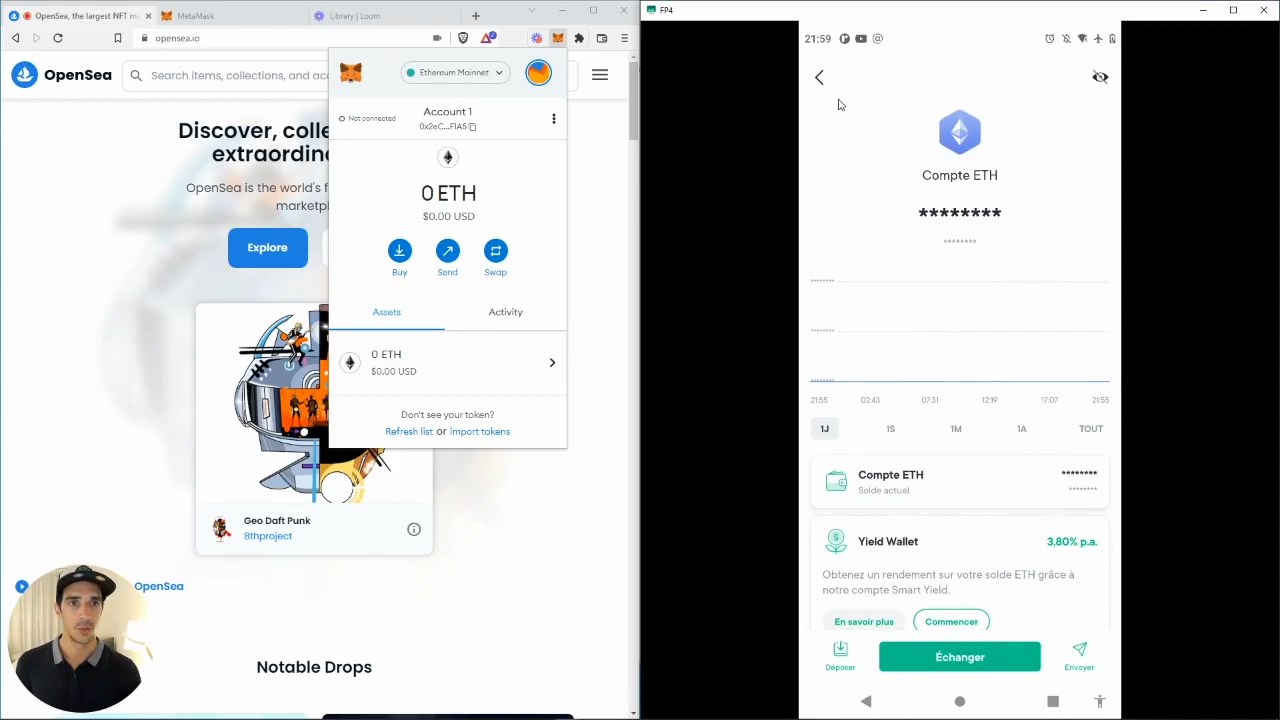 OpenSea, the largest NFT m
MetaMask
Library | Loom
opensea.io
OpenSea
Search items, collections, and acc
Discover, colle
extraordina
OpenSea is the world's f
marketp
Explore
Geo Daft Punk
8thproject
OpenSea
Notable Drops
Ethereum Mainnet
Not connected
Account 1
0x2eC...F1A5
0 ETH
$0.00 USD
Buy
Send
Swap
Assets
Activity
0 ETH
$0.00 USD
Don't see your token?
Refresh list or import tokens
FP4
21:59
Compte ETH
********
********
********
********
********
21:55 02:43 07:31 12:19 17:07 21:55
1J 1S 1M 1A TOUT
Compte ETH
********
Solde actuel
********
Yield Wallet
3,80% p.a.
Obtenez un rendement sur votre solde ETH grâce à
notre compte Smart Yield.
En savoir plus
Commencer
Déposer
Échanger
Envoyer